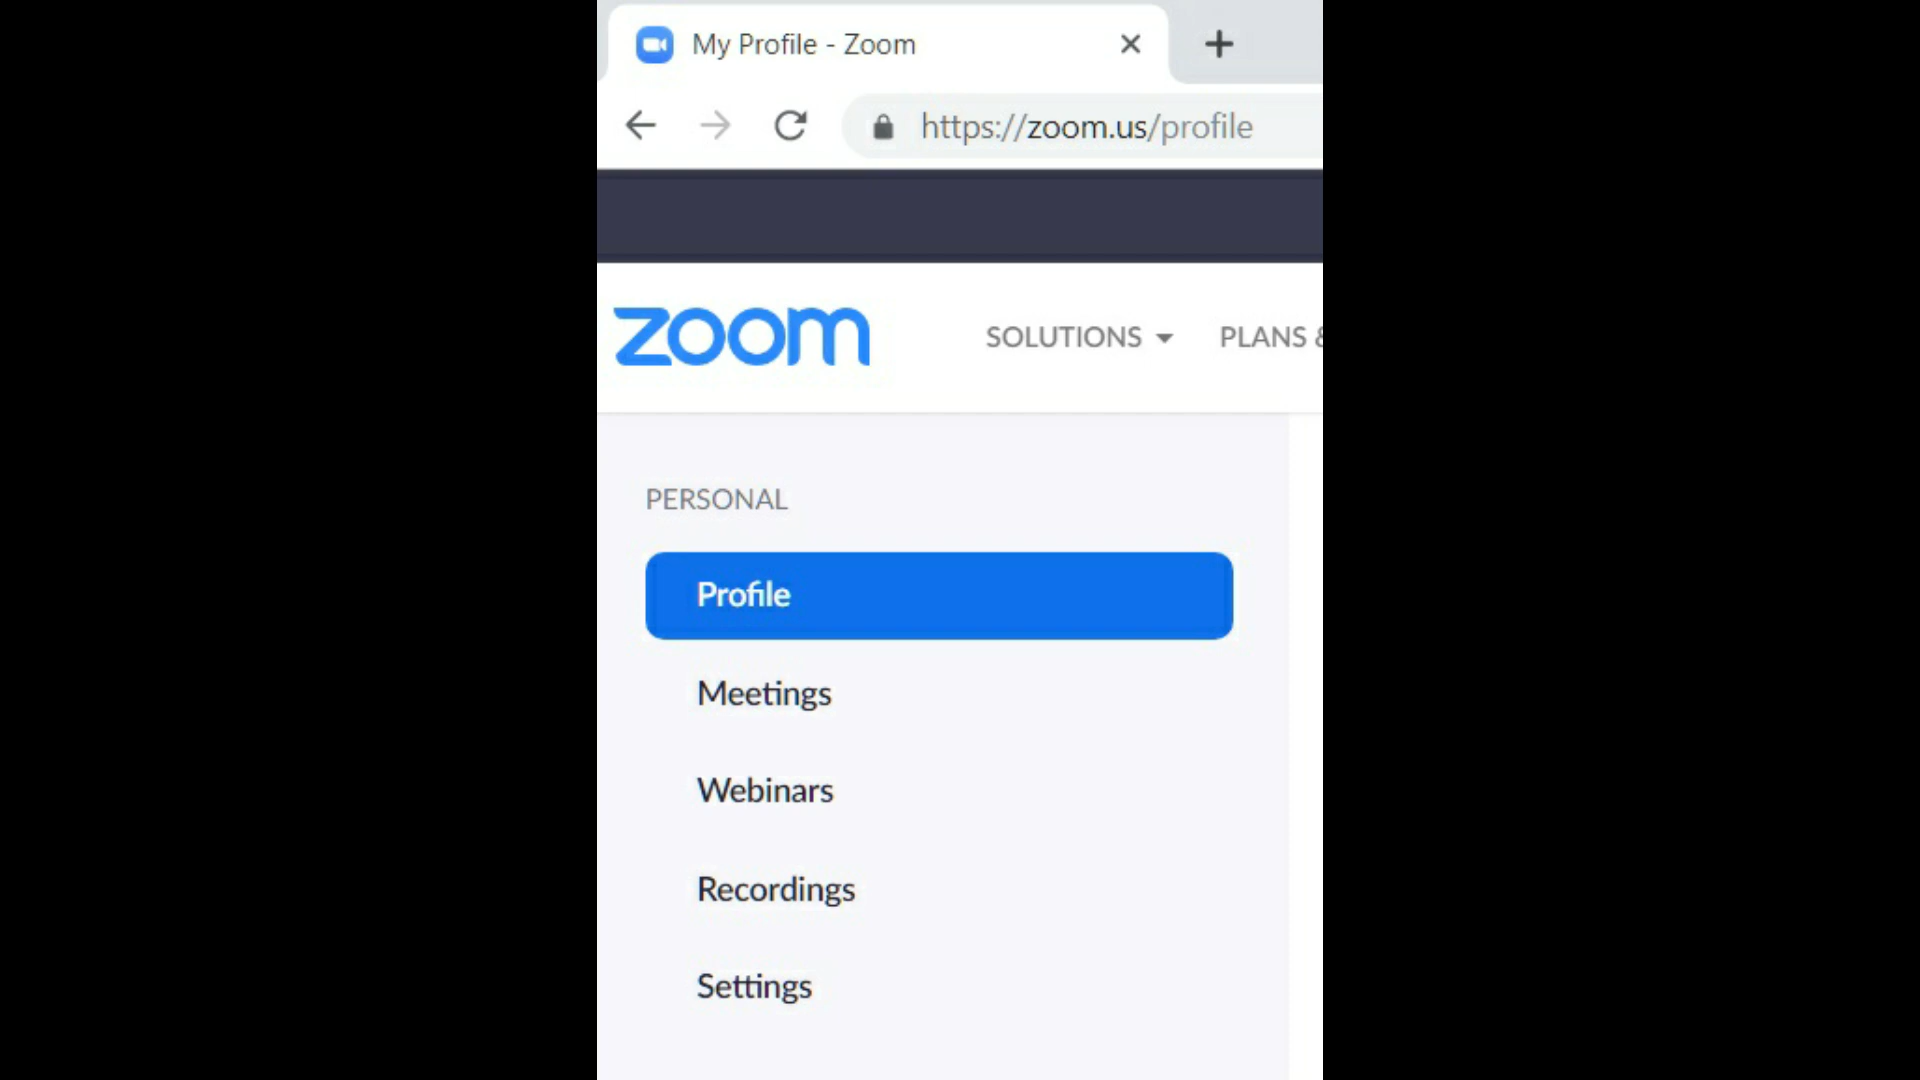 My Profile - Zoom
https://zoom.us/profile
zoom
SOLUTIONS
PLANS &
PERSONAL
Profile
Meetings
Webinars
Recordings
Settings